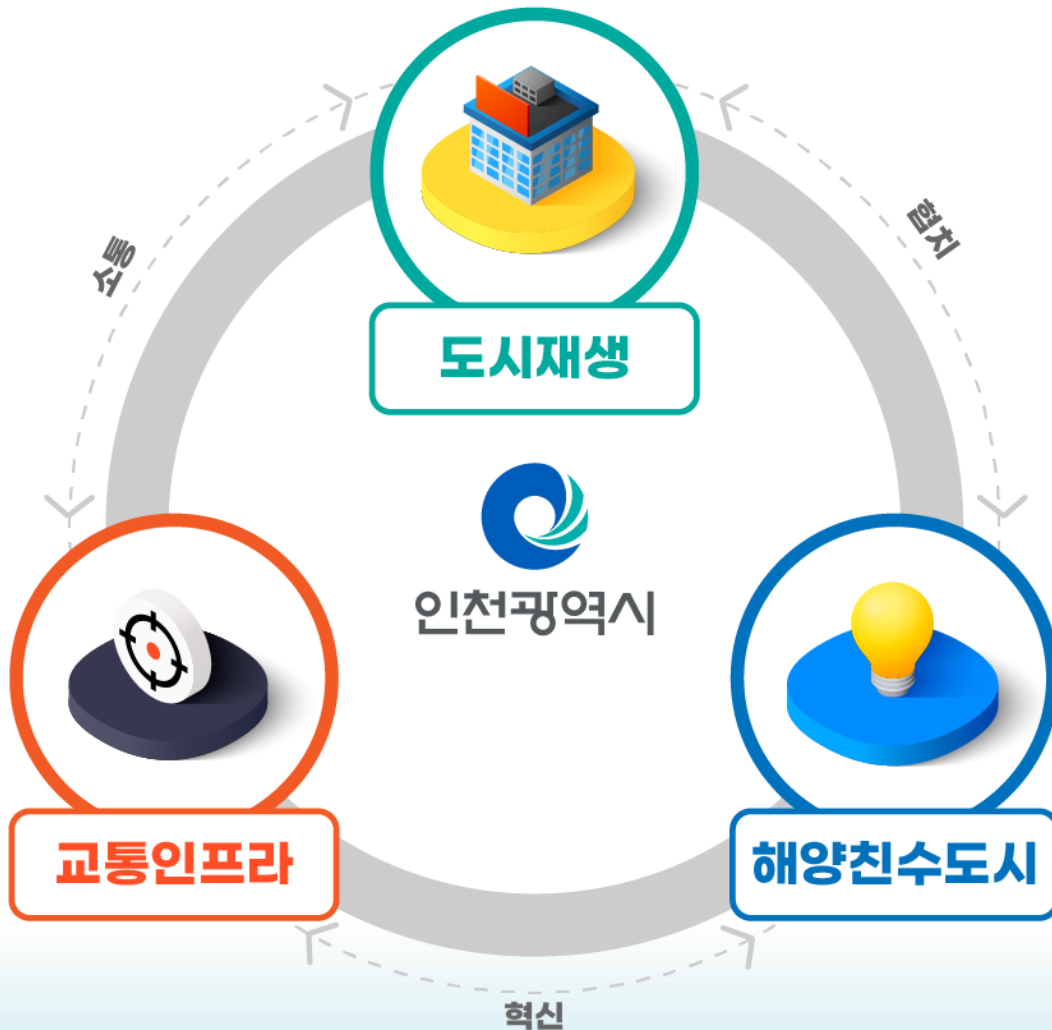 소통
협치
도시재생
인천광역시
교통인프라
해양친수도시
혁신